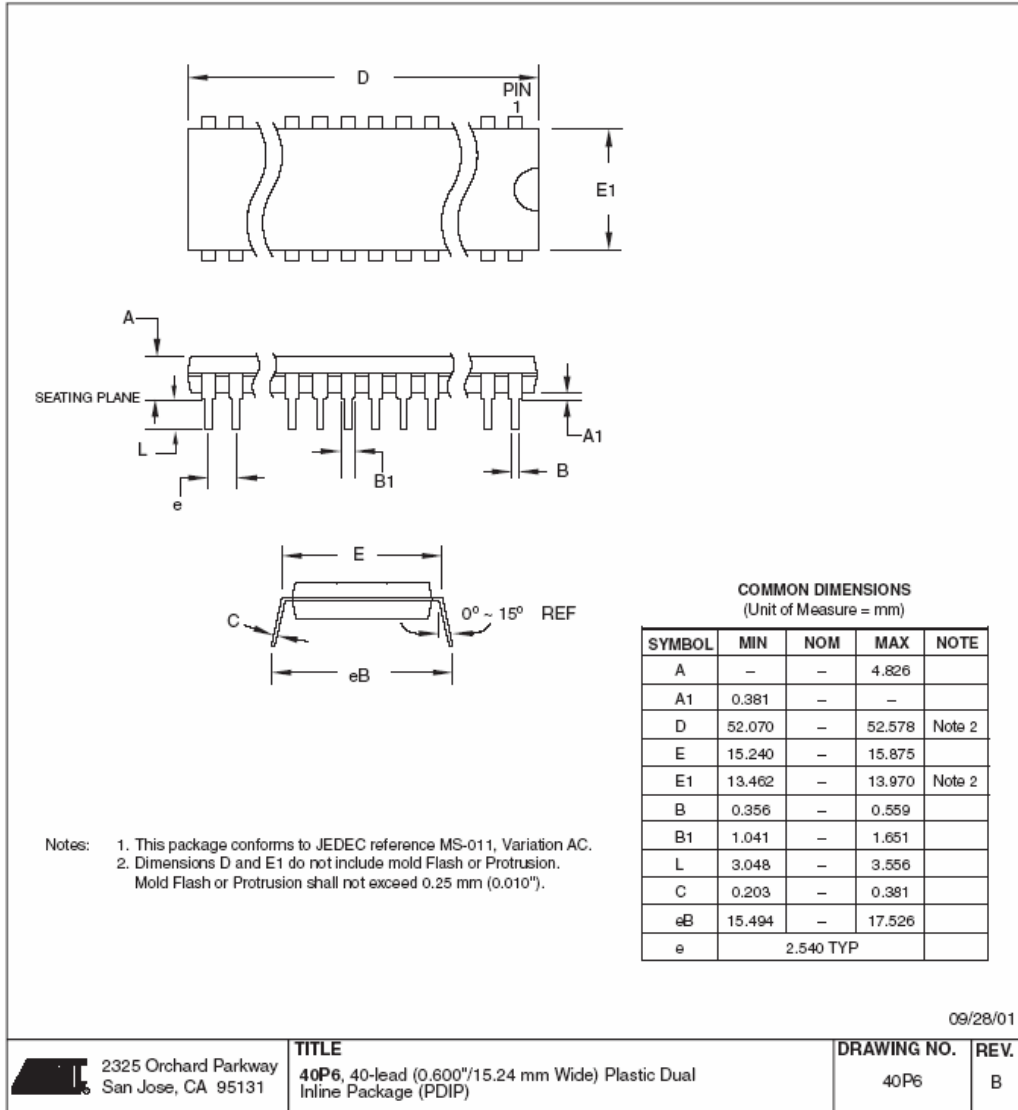 D
PIN
1
E1
A
SEATING PLANE
L
A1
B1
B
e
E
C
0º ~ 15º REF
eB
COMMON DIMENSIONS
(Unit of Measure = mm)
SYMBOL MIN NOM MAX NOTE
A – – 4.826
A1 0.381 – –
D 52.070 – 52.578 Note 2
E 15.240 – 15.875
E1 13.462 – 13.970 Note 2
B 0.356 – 0.559
B1 1.041 – 1.651
L 3.048 – 3.556
C 0.203 – 0.381
eB 15.494 – 17.526
e 2.540 TYP
Notes: 1. This package conforms to JEDEC reference MS-011, Variation AC.
2. Dimensions D and E1 do not include mold Flash or Protrusion.
Mold Flash or Protrusion shall not exceed 0.25 mm (0.010").
09/28/01
2325 Orchard Parkway
San Jose, CA 95131
TITLE
40P6, 40-lead (0.600"/15.24 mm Wide) Plastic Dual
Inline Package (PDIP)
DRAWING NO.
40P6
REV.
B